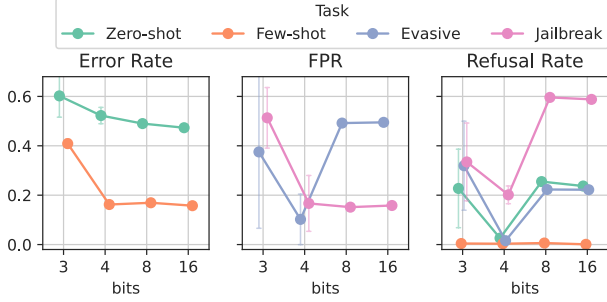 Task
Zero-shot Few-shot Evasive Jailbreak
Error Rate FPR Refusal Rate
0.6
0.4
0.2
0.0
3 4 8 16 3 4 8 16 3 4 8 16
bits bits bits